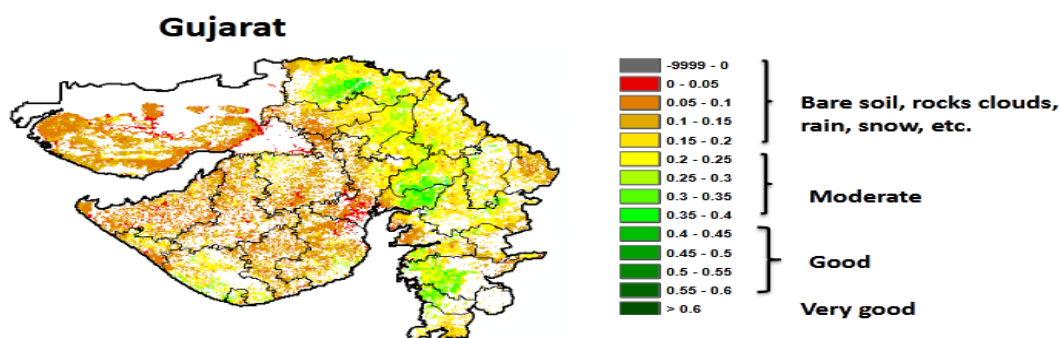 Gujarat
-9999 - 0
0 - 0.05
0.05 - 0.1
0.1 - 0.15
0.15 - 0.2
0.2 - 0.25
0.25 - 0.3
0.3 - 0.35
0.35 - 0.4
0.4 - 0.45
0.45 - 0.5
0.5 - 0.55
0.55 - 0.6
> 0.6
Bare soil, rocks clouds,
rain, snow, etc.
Moderate
Good
Very good